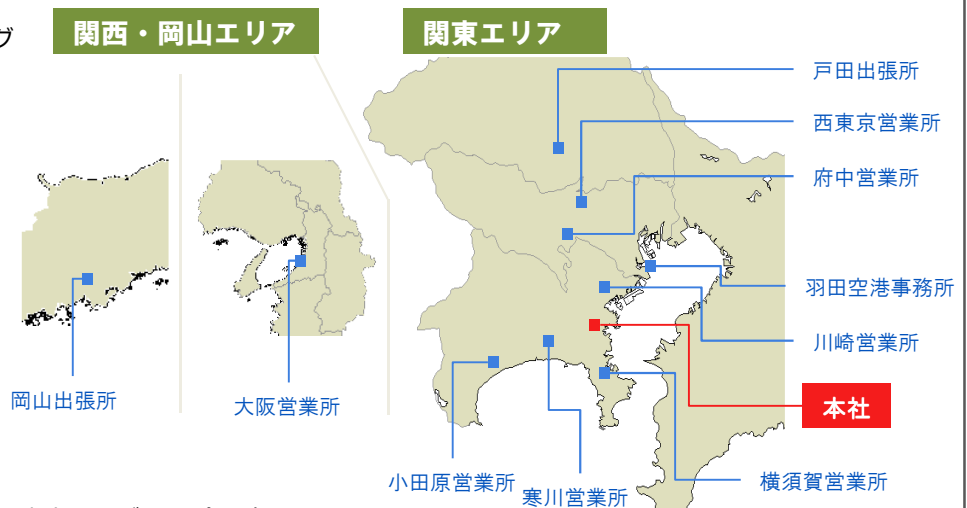 グ
関西・岡山エリア
関東エリア
戸田出張所
西東京営業所
府中営業所
羽田空港事務所
川崎営業所
本社
横須賀営業所
岡山出張所
大阪営業所
小田原営業所
寒川営業所